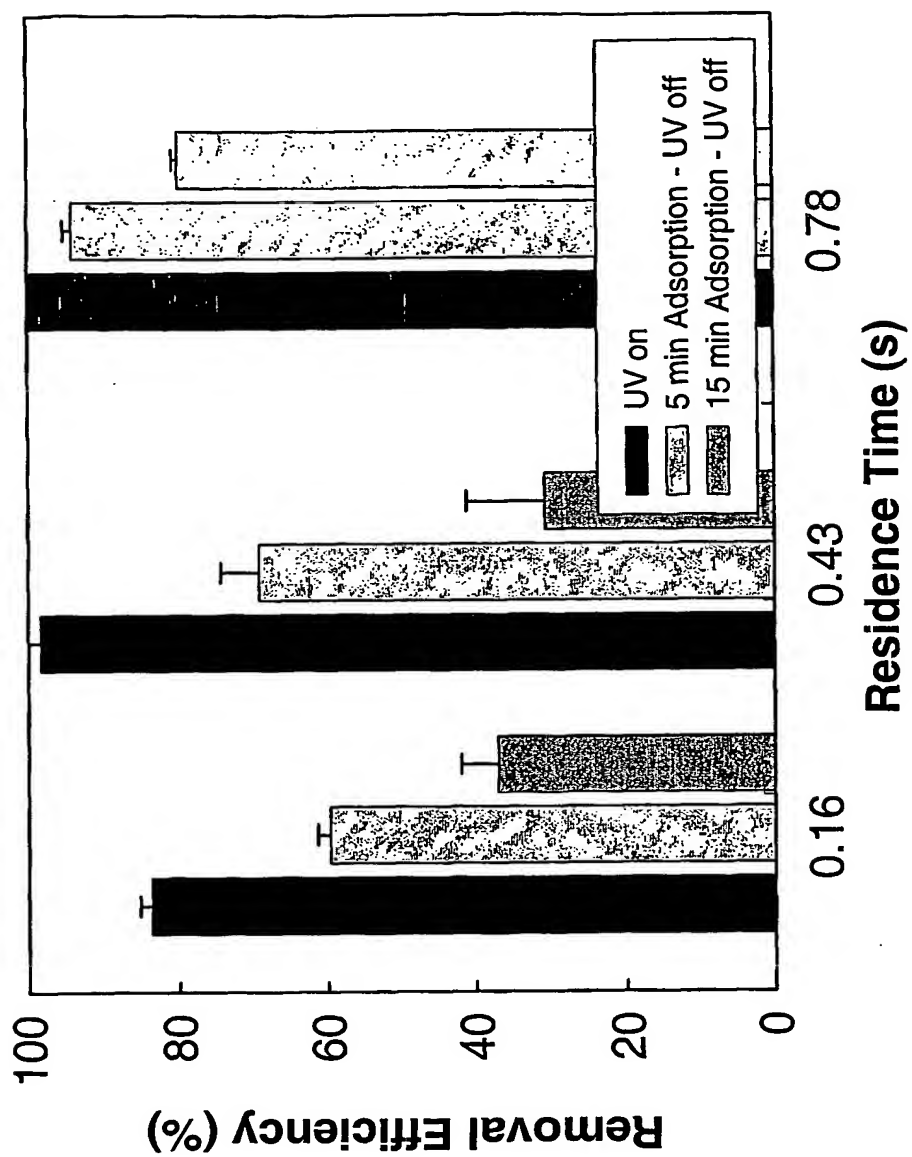 Removal Efficiency (%)
100
80
60
40
20
0
0.16
0.43
0.78
Residence Time (s)
UV on
5 min Adsorption - UV off
15 min Adsorption - UV off